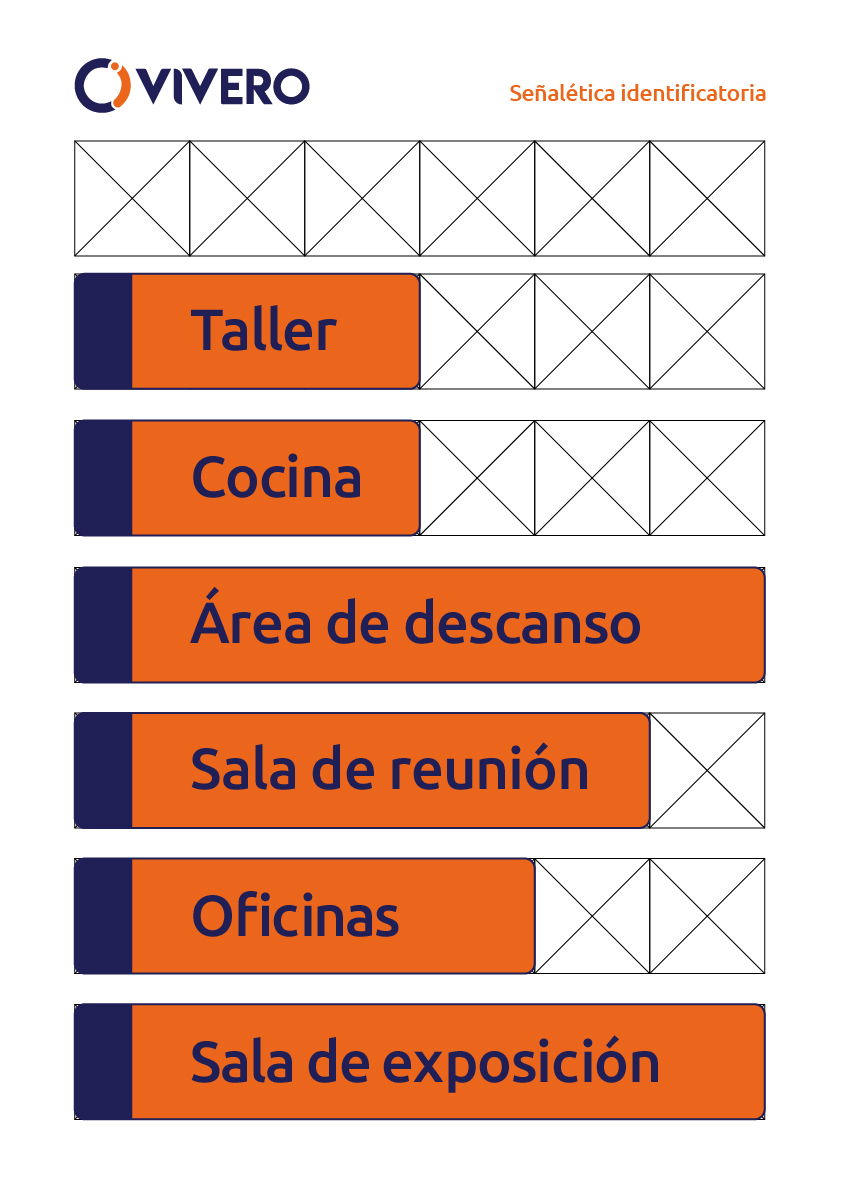 VIVERO
Señalética identificatoria
Taller
Cocina
Área de descanso
Sala de reunión
Oficinas
Sala de exposición